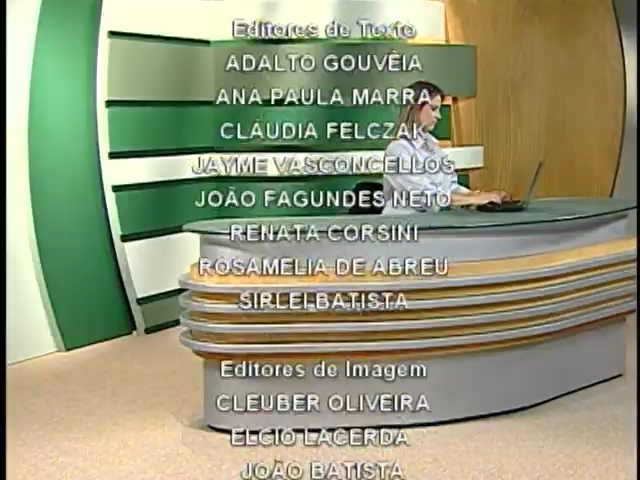 Editores de Texto
ADALTO GOUVÊIA
ANA PAULA MARRA
CLÁUDIA FELCZAK
JAYME VASCONCELLOS
JOÃO FAGUNDES NETO
RENATA CORSINI
ROSAMELIA DE ABREU
SIRLEI BATISTA
Editores de Imagem
CLEUBER OLIVEIRA
ELCIO LACERDA
JOÃO BATISTA